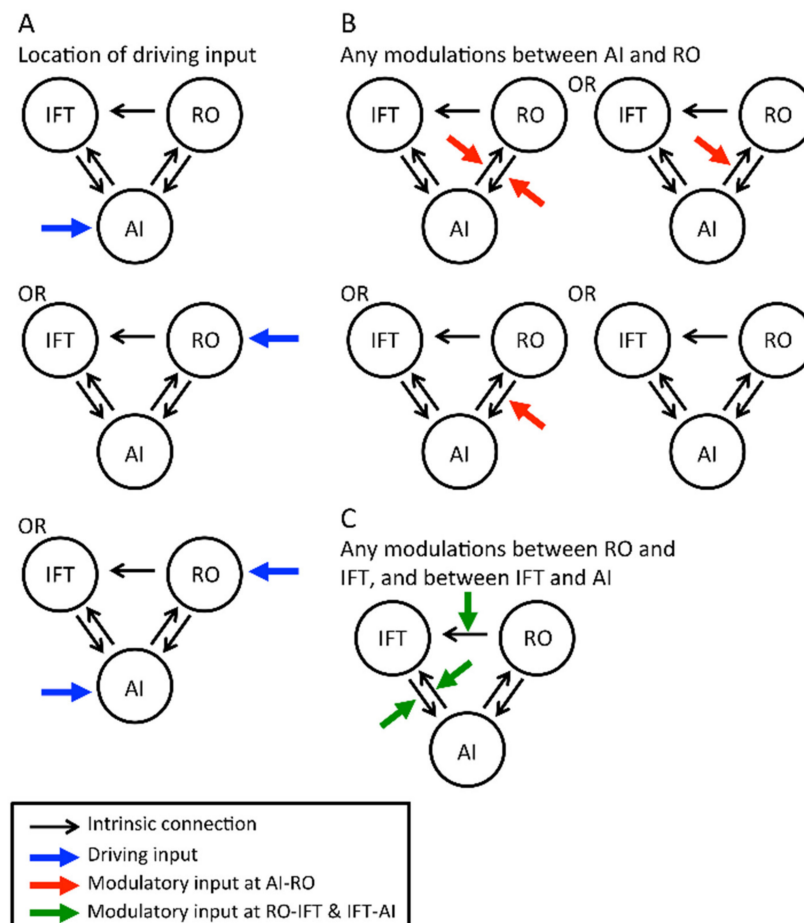 A
Location of driving input
IFT
RO
AI
OR
IFT
RO
AI
OR
IFT
RO
AI
B
Any modulations between AI and RO
IFT
RO
AI
OR
IFT
RO
AI
OR
IFT
RO
AI
OR
IFT
RO
AI
C
Any modulations between RO and
IFT, and between IFT and AI
IFT
RO
AI
Intrinsic connection
Driving input
Modulatory input at AI-RO
Modulatory input at RO-IFT & IFT-AI